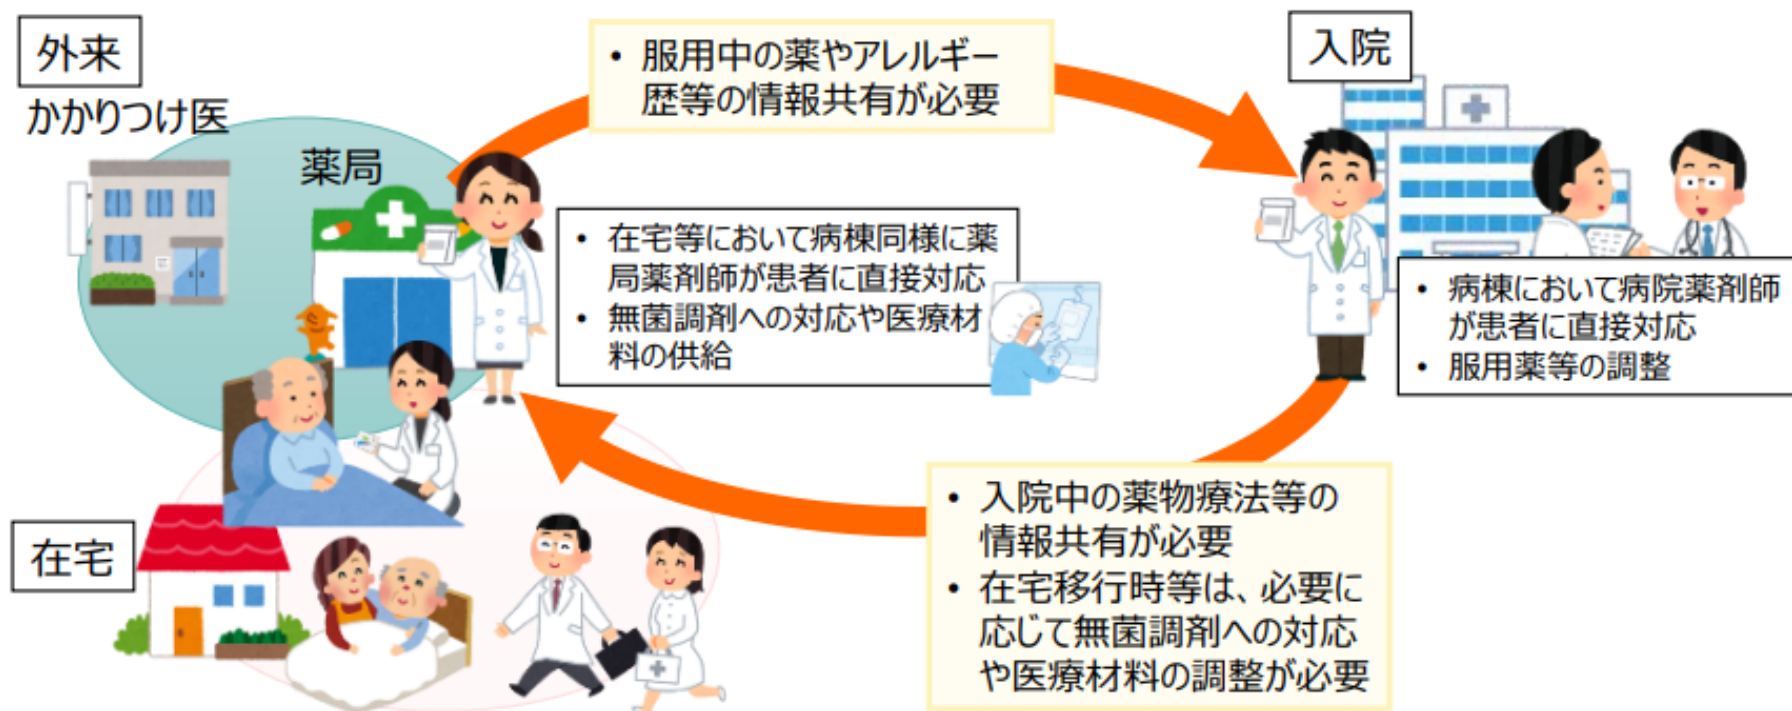 外来
かかりつけ医
薬局
• 服用中の薬やアレルギー
歴等の情報共有が必要
入院
• 在宅等において病棟同様に薬
局薬剤師が患者に直接対応
• 無菌調剤への対応や医療材
料の供給
• 病棟において病院薬剤師
が患者に直接対応
• 服用薬等の調整
在宅
• 入院中の薬物療法等の
情報共有が必要
• 在宅移行時等は、必要に
応じて無菌調剤への対応
や医療材料の調整が必要